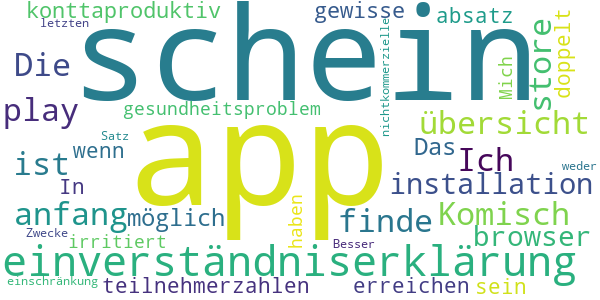 konttaproduktiv
gewisse
absatz
letzten
schein
Die
nichtkommerzielle
Mich
store
doppelt
play
gesundheitsproblem
app
übersicht
Satz
wenn
Das
Ich
ist
weder
In
installation
anfang
möglich
haben
finde
Komisch
Zwecke
irritiert
Besser
browser
einverständniserklärung
einschränkung
teilnehmerzahlen
erreichen
sein